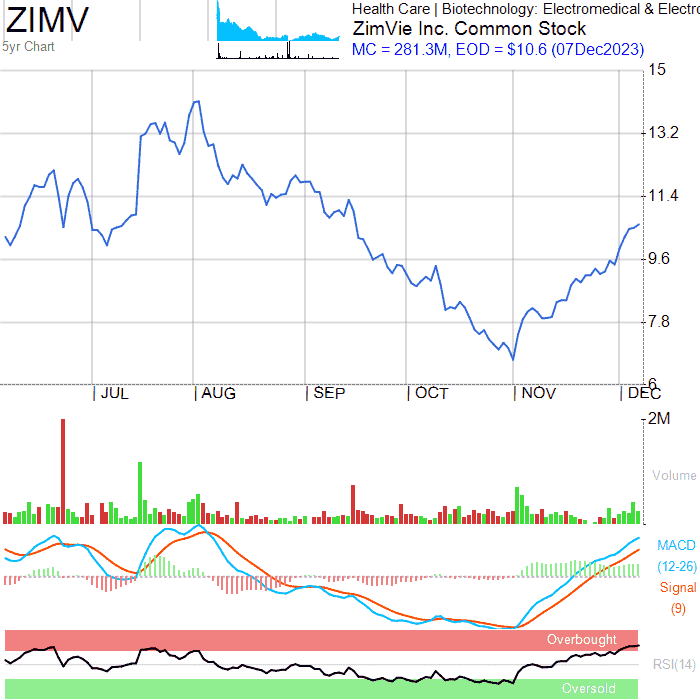 ZIMV
5yr Chart
Health Care | Biotechnology: Electromedical & Electro
ZimVie Inc. Common Stock
MC = 281.3M, EOD = $10.6 (07Dec2023)
15
13.2
11.4
9.6
7.8
6
JUL AUG SEP OCT NOV DEC
2M
Volume
MACD
(12-26)
Signal
(9)
Overbought
RSI(14)
Oversold